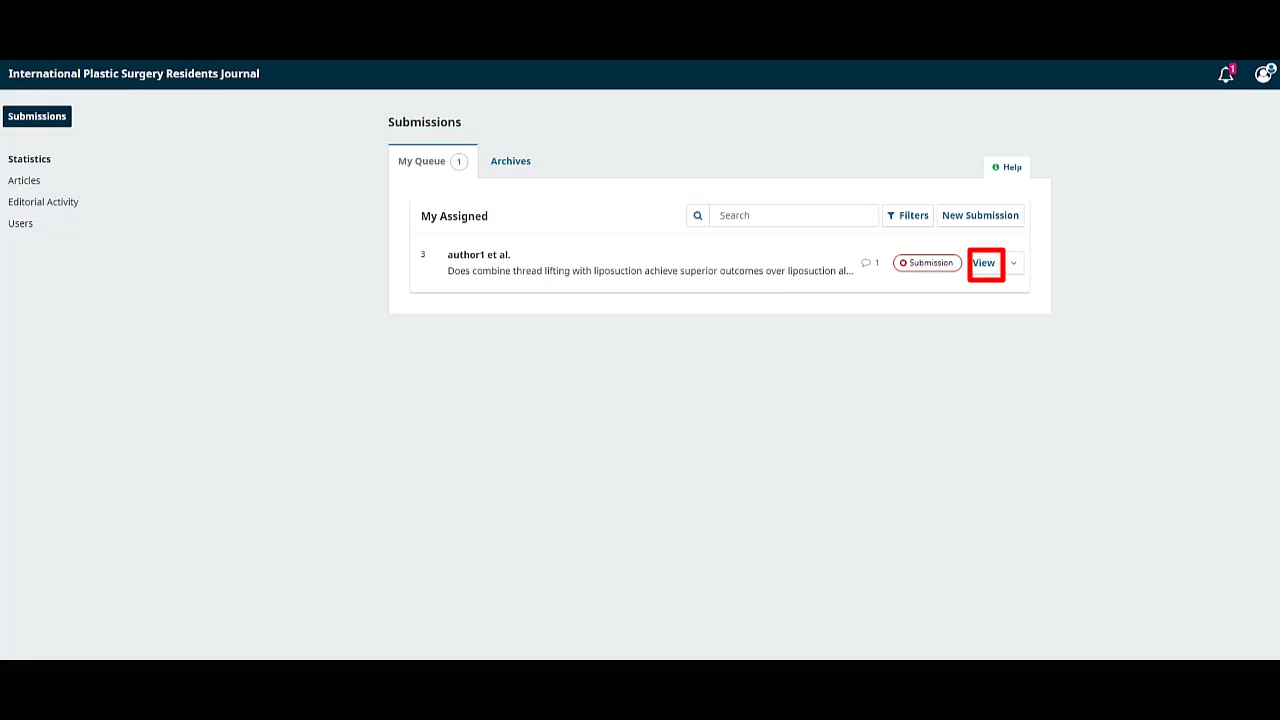 International Plastic Surgery Residents Journal
1
Submissions
Statistics
Articles
Editorial Activity
Users
Submissions
My Queue 1
Archives
Help
My Assigned
Search
Filters
New Submission
3
author1 et al.
Does combine thread lifting with liposuction achieve superior outcomes over liposuction al...
1
Submission
View